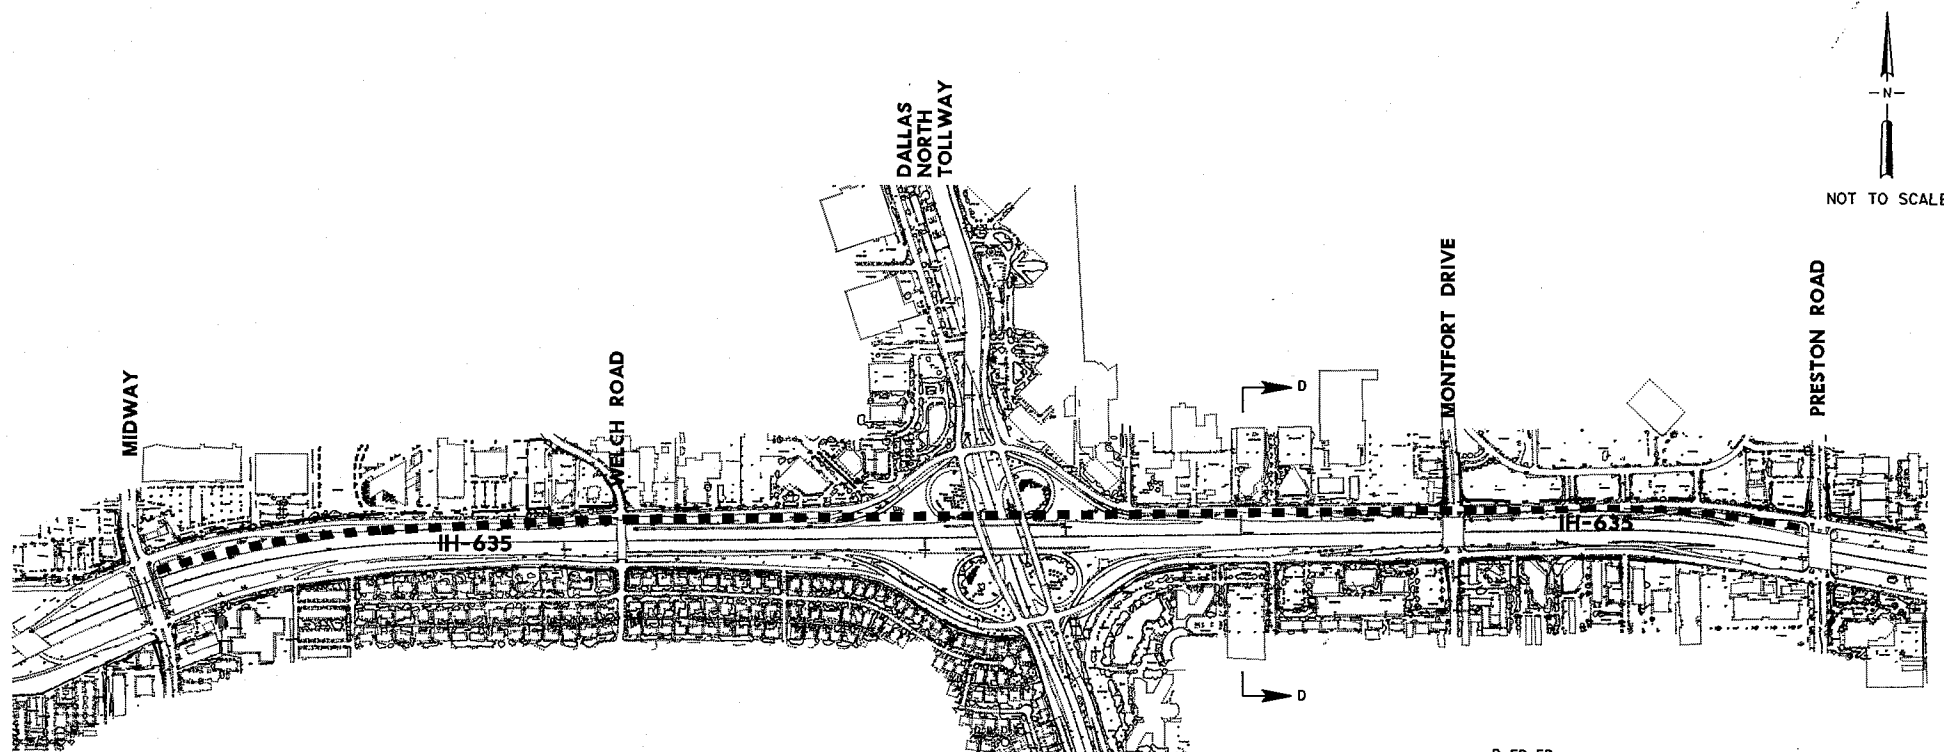 DALLAS
NORTH
TOLLWAY
N
NOT TO SCALE
MONTFORT DRIVE
PRESTON ROAD
MIDWAY
WELCH ROAD
D
IH-635
IH-635
D